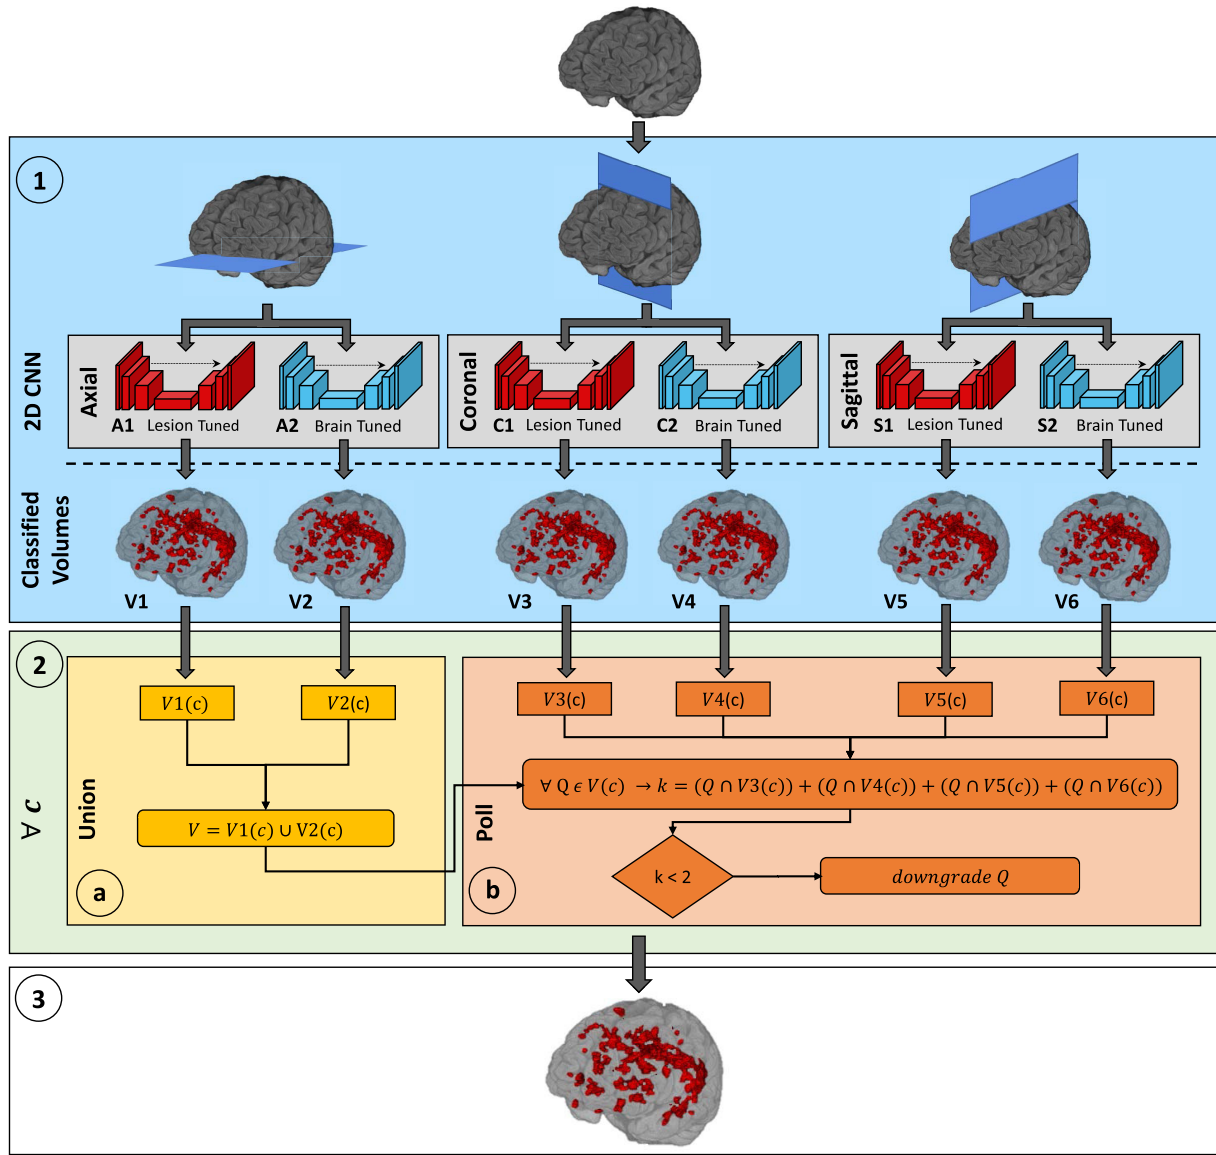 1
2D CNN
Axial
A1 Lesion Tuned
A2 Brain Tuned
Coronal
C1 Lesion Tuned
C2 Brain Tuned
Sagittal
S1 Lesion Tuned
S2 Brain Tuned
Classified
Volumes
V1
V2
V3
V4
V5
V6
2
∀ c
Union
V1(c)
V2(c)
V = V1(c) ∪ V2(c)
a
Poll
V3(c)
V4(c)
V5(c)
V6(c)
∀ Q ϵ V(c) → k = (Q ∩ V3(c)) + (Q ∩ V4(c)) + (Q ∩ V5(c)) + (Q ∩ V6(c))
k < 2
downgrade Q
b
3